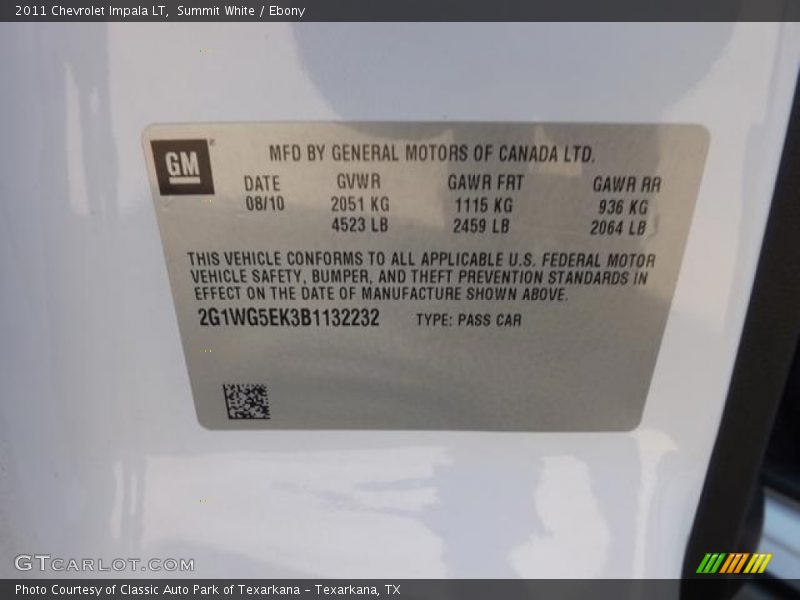 2011 Chevrolet Impala LT,  Summit White / Ebony
GM
MFD BY GENERAL MOTORS OF CANADA LTD.
DATE GVWR GAWR FRT GAWR RR
08/10 2051 KG 1115 KG 936 KG
4523 LB 2459 LB 2064 LB
THIS VEHICLE CONFORMS TO ALL APPLICABLE U.S. FEDERAL MOTOR
VEHICLE SAFETY, BUMPER, AND THEFT PREVENTION STANDARDS IN
EFFECT ON THE DATE OF MANUFACTURE SHOWN ABOVE.
2G1WG5EK3B1132232 TYPE: PASS CAR
GTCARLOT.COM
Photo Courtesy of Classic Auto Park of Texarkana - Texarkana, TX